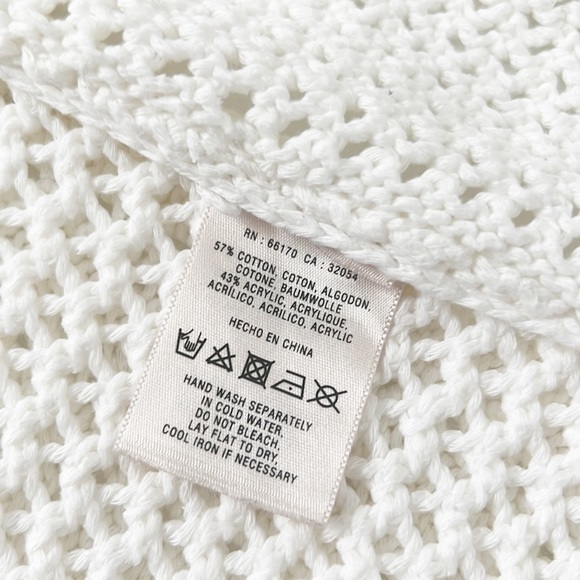 RN : 66170 CA : 32054
57% COTTON, COTON, ALGODON,
COTONE, BAUMWOLLE
43% ACRYLIC, ACRYLIQUE,
ACRÍLICO, ACRILICO, ACRYLIC
HECHO EN CHINA
HAND WASH SEPARATELY
IN COLD WATER.
DO NOT BLEACH.
LAY FLAT TO DRY.
COOL IRON IF NECESSARY